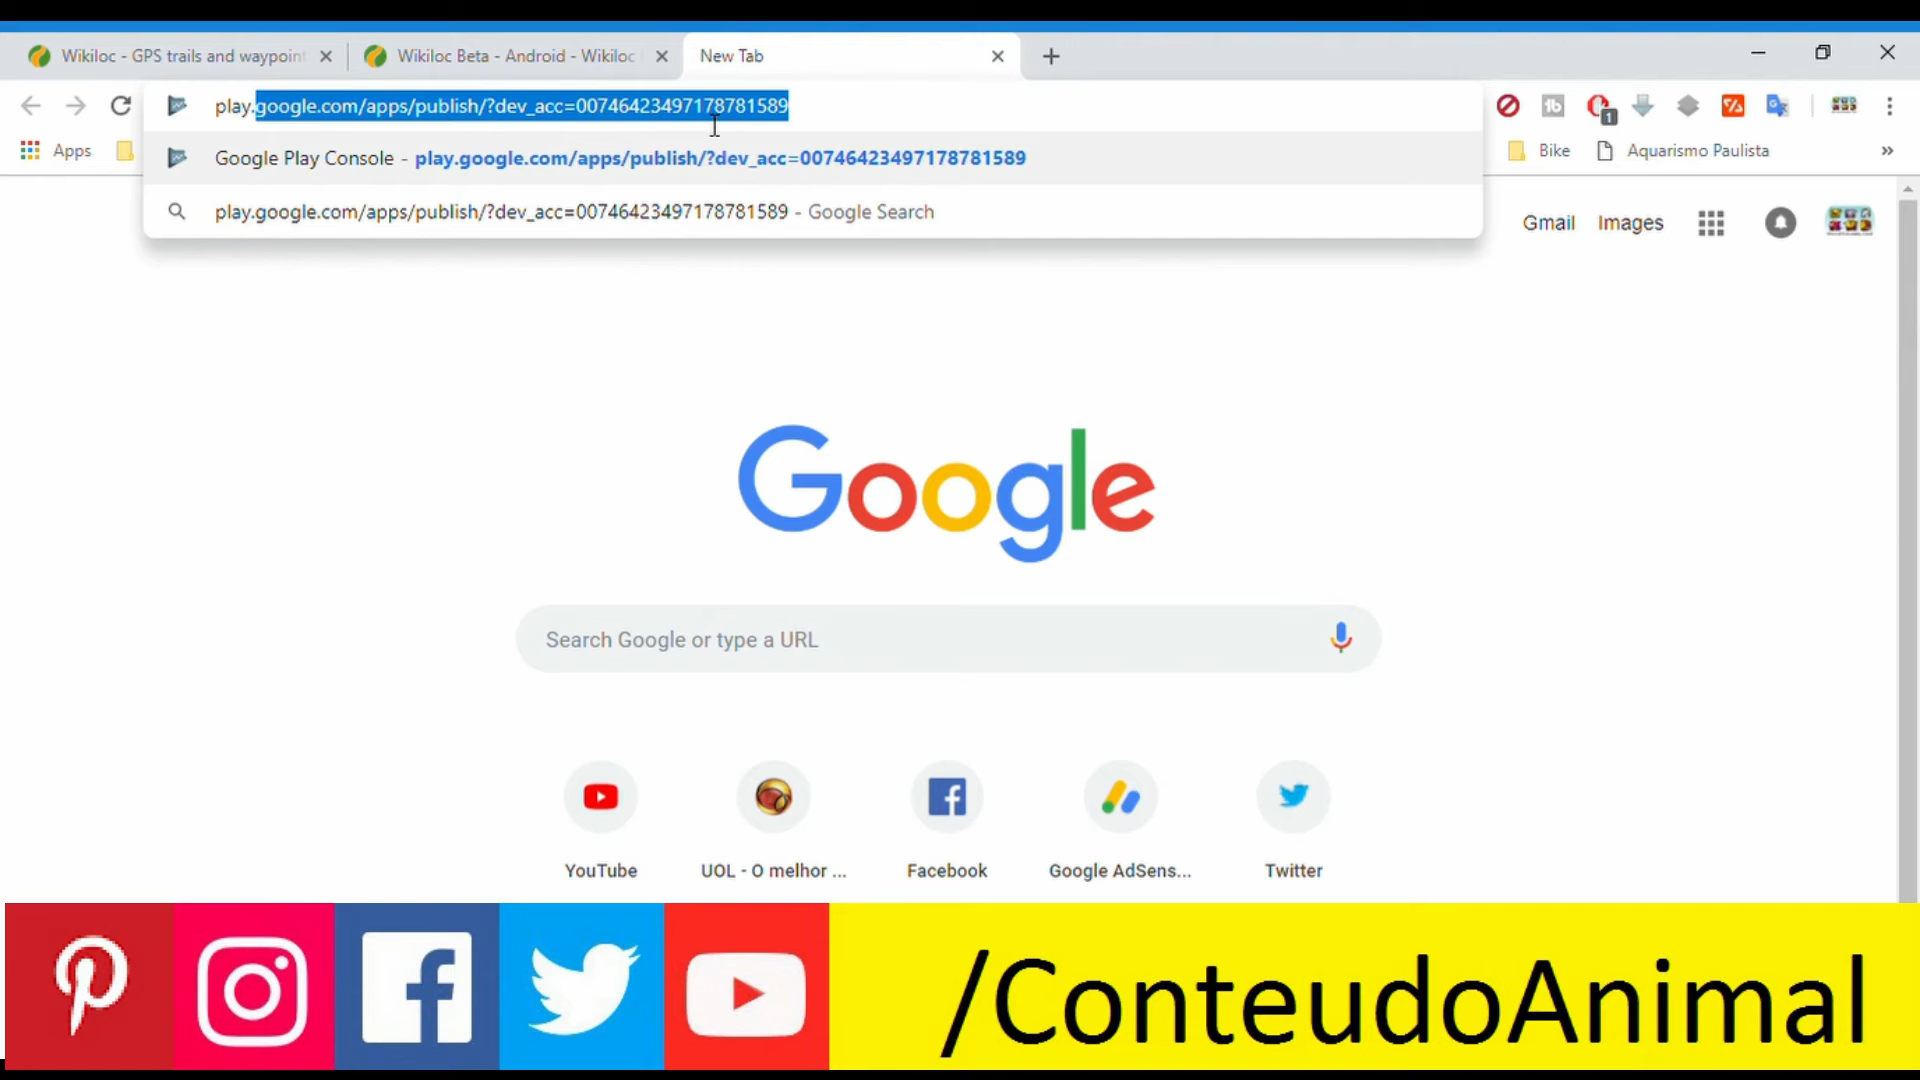 Wikiloc - GPS trails and waypoint
Wikiloc Beta - Android - Wikiloc
New Tab
play.google.com/apps/publish/?dev_acc=00746423497178781589
1
Google Play Console - play.google.com/apps/publish/?dev_acc=00746423497178781589
play.google.com/apps/publish/?dev_acc=00746423497178781589 - Google Search
Apps
Bike
Aquarismo Paulista
Gmail
Images
Google
Search Google or type a URL
YouTube
UOL - O melhor ...
Facebook
Google AdSens...
Twitter
/ConteudoAnimal